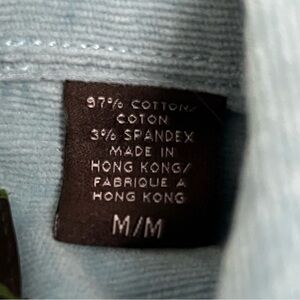 97% COTTON/
COTON
3% SPANDEX
MADE IN
HONG KONG/
FABRIQUE A
HONG KONG
M/M